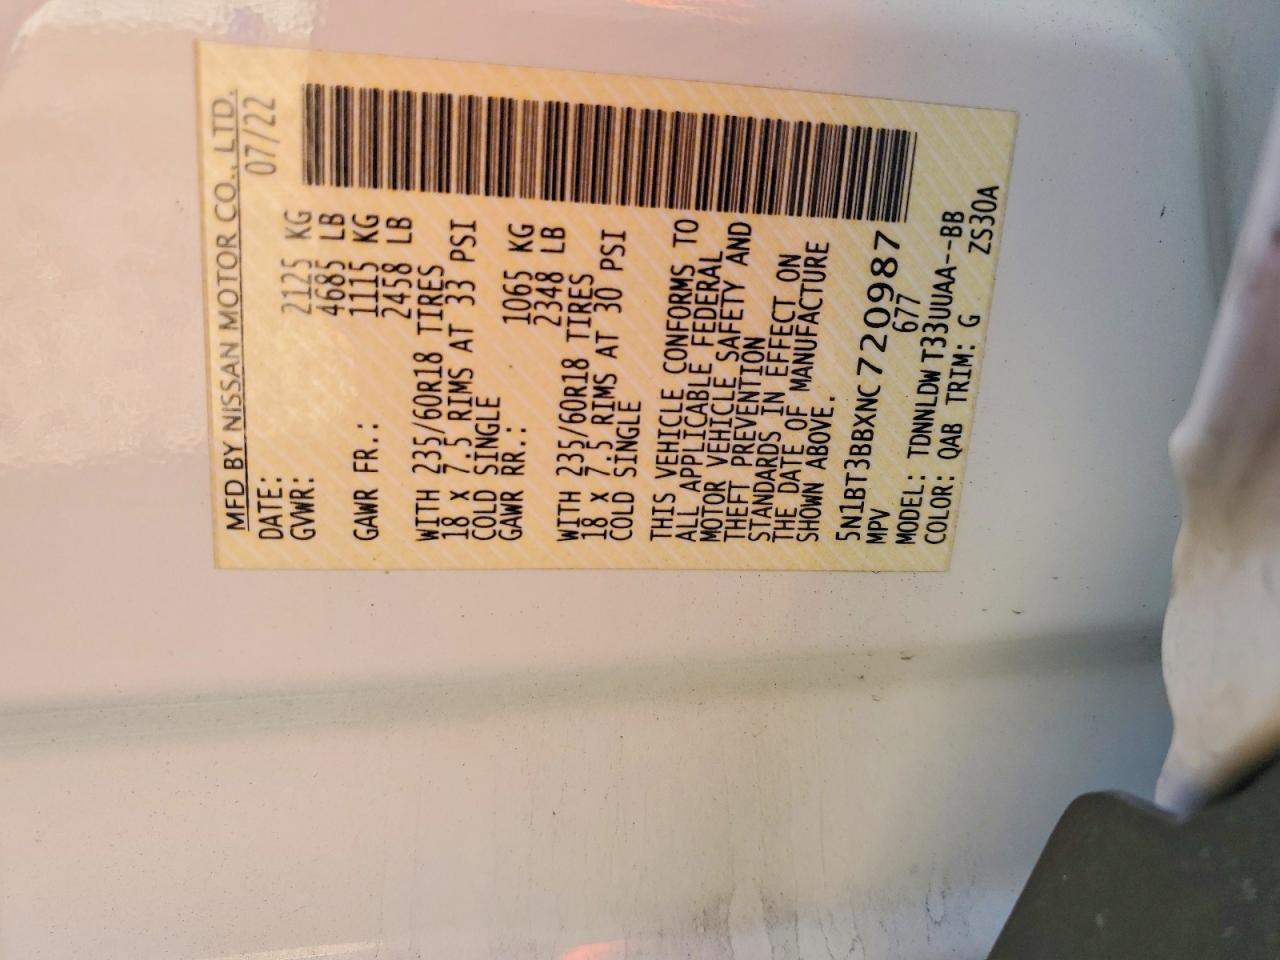 MFD BY NISSAN MOTOR CO., LTD.
DATE: 07/22
GVWR: 2125 KG
4685 LB
GAWR FR.: 1115 KG
2458 LB
WITH 235/60R18 TIRES
18 X 7.5 RIMS AT 33 PSI
COLD SINGLE
GAWR RR.: 1065 KG
2348 LB
WITH 235/60R18 TIRES
18 X 7.5 RIMS AT 30 PSI
COLD SINGLE
THIS VEHICLE CONFORMS TO
ALL APPLICABLE FEDERAL
MOTOR VEHICLE SAFETY AND
THEFT PREVENTION
STANDARDS IN EFFECT ON
THE DATE OF MANUFACTURE
SHOWN ABOVE.
5N1BT3BBXNC720987
MPV 677
MODEL: TDNNLDWT33UUAA--BB
COLOR: QAB TRIM: G ZS30A